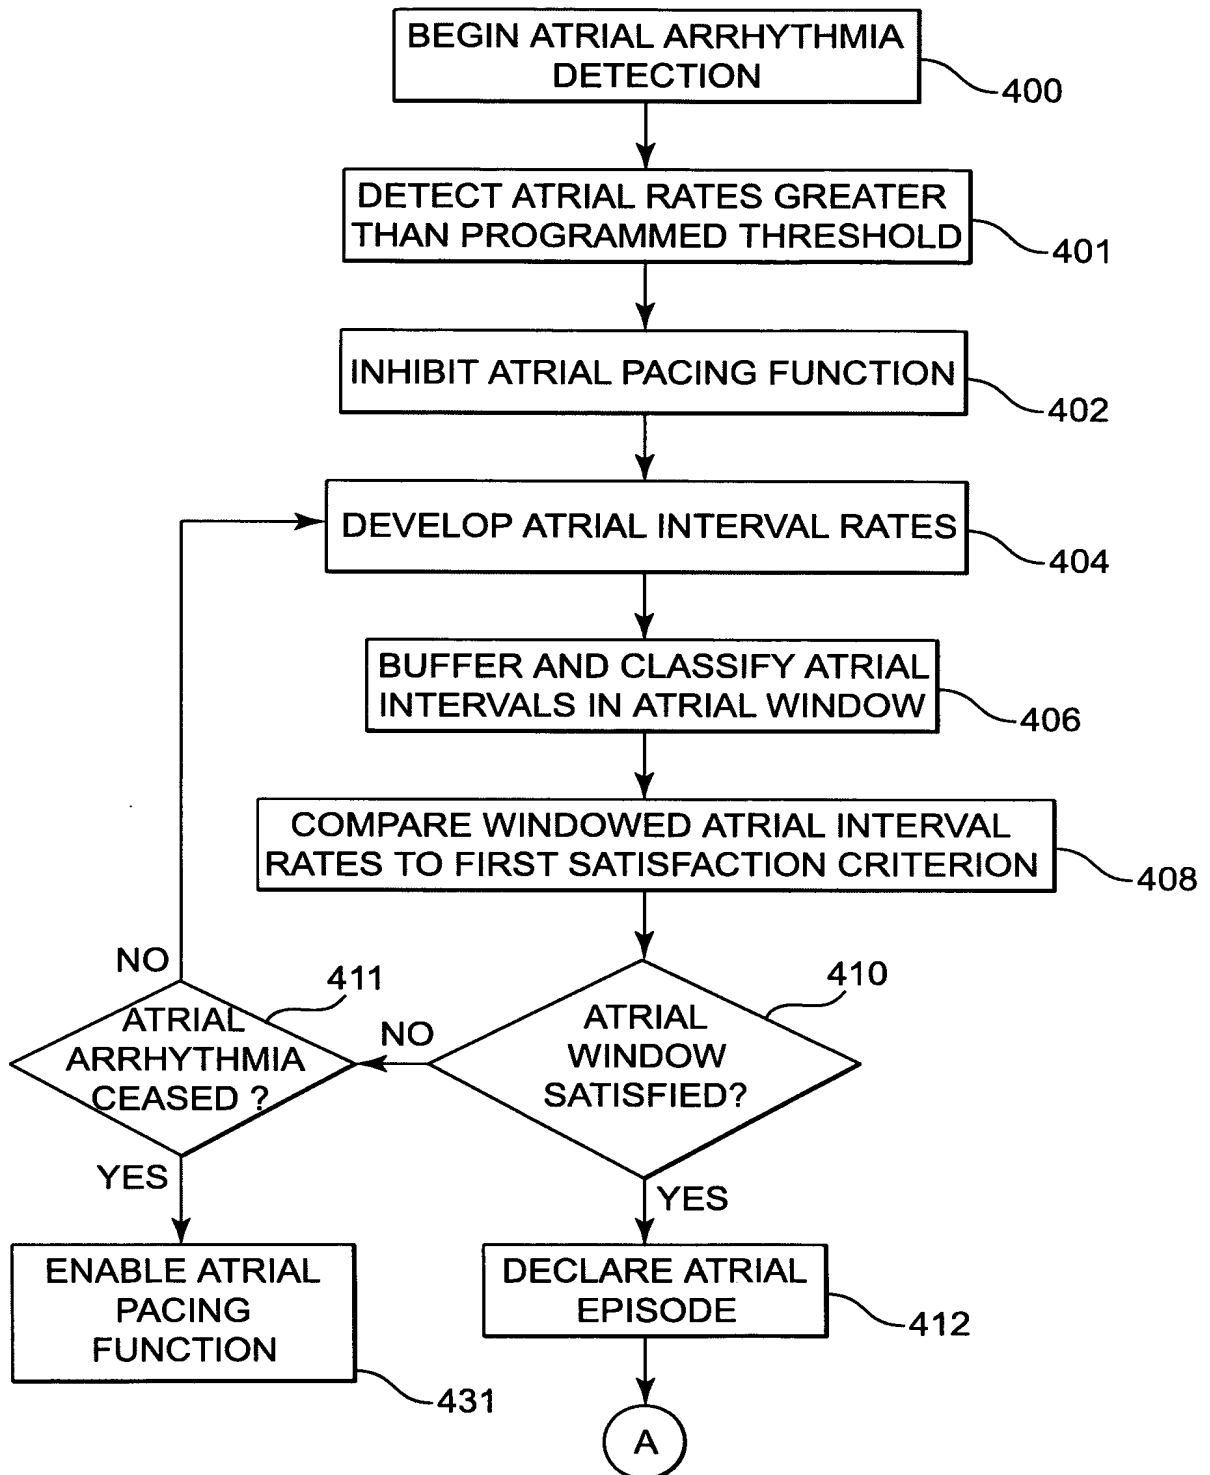 BEGIN ATRIAL ARRHYTHMIA
DETECTION
400
DETECT ATRIAL RATES GREATER
THAN PROGRAMMED THRESHOLD
401
INHIBIT ATRIAL PACING FUNCTION
402
DEVELOP ATRIAL INTERVAL RATES
404
BUFFER AND CLASSIFY ATRIAL
INTERVALS IN ATRIAL WINDOW
406
COMPARE WINDOWED ATRIAL INTERVAL
RATES TO FIRST SATISFACTION CRITERION
408
NO
411
ATRIAL
ARRHYTHMIA
CEASED ?
NO
410
ATRIAL
WINDOW
SATISFIED?
YES
YES
ENABLE ATRIAL
PACING
FUNCTION
431
DECLARE ATRIAL
EPISODE
412
A